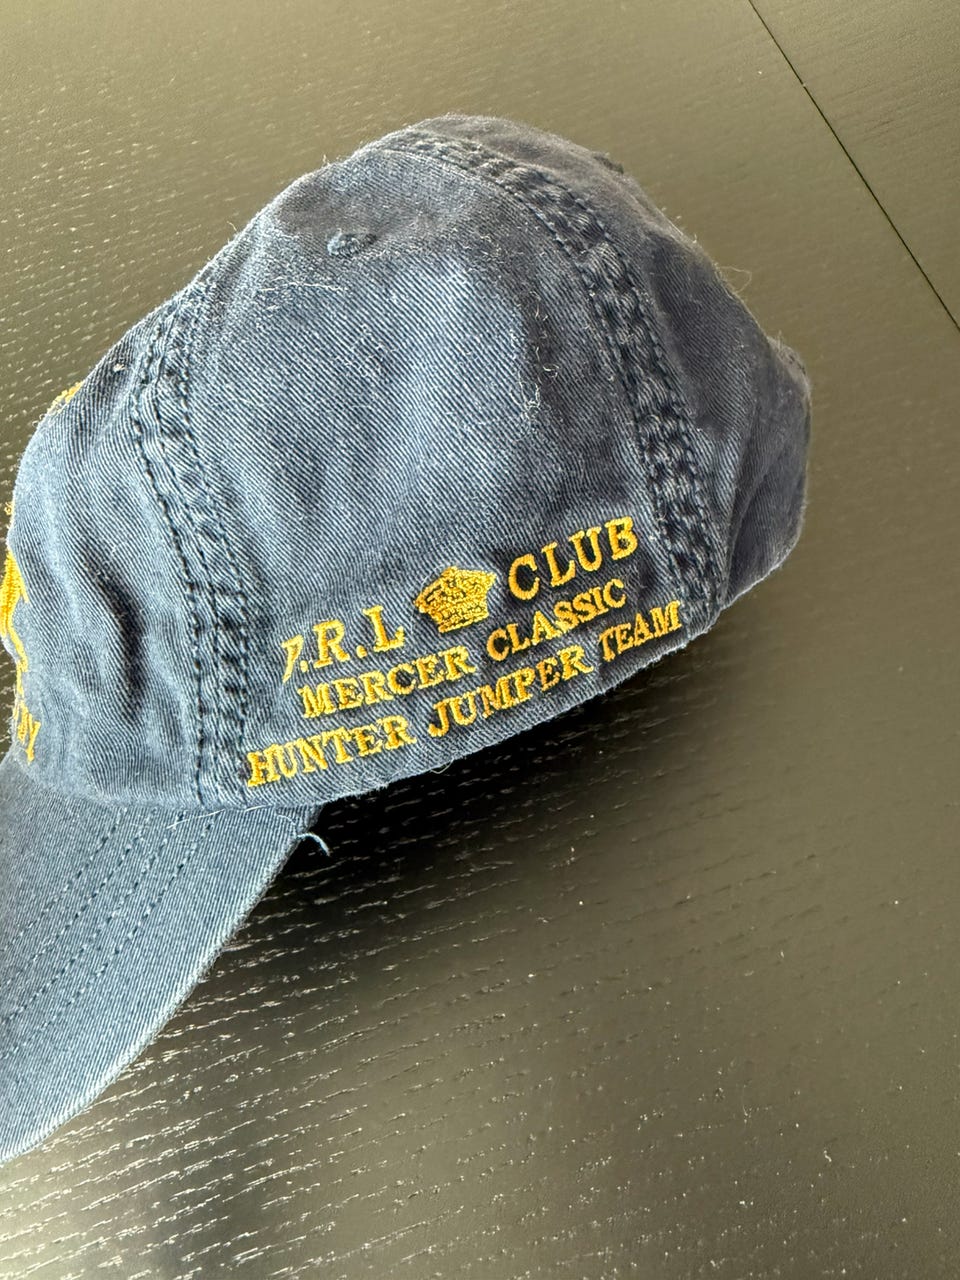 P.R.L CLUB
MERCER CLASSIC
HUNTER JUMPER TEAM